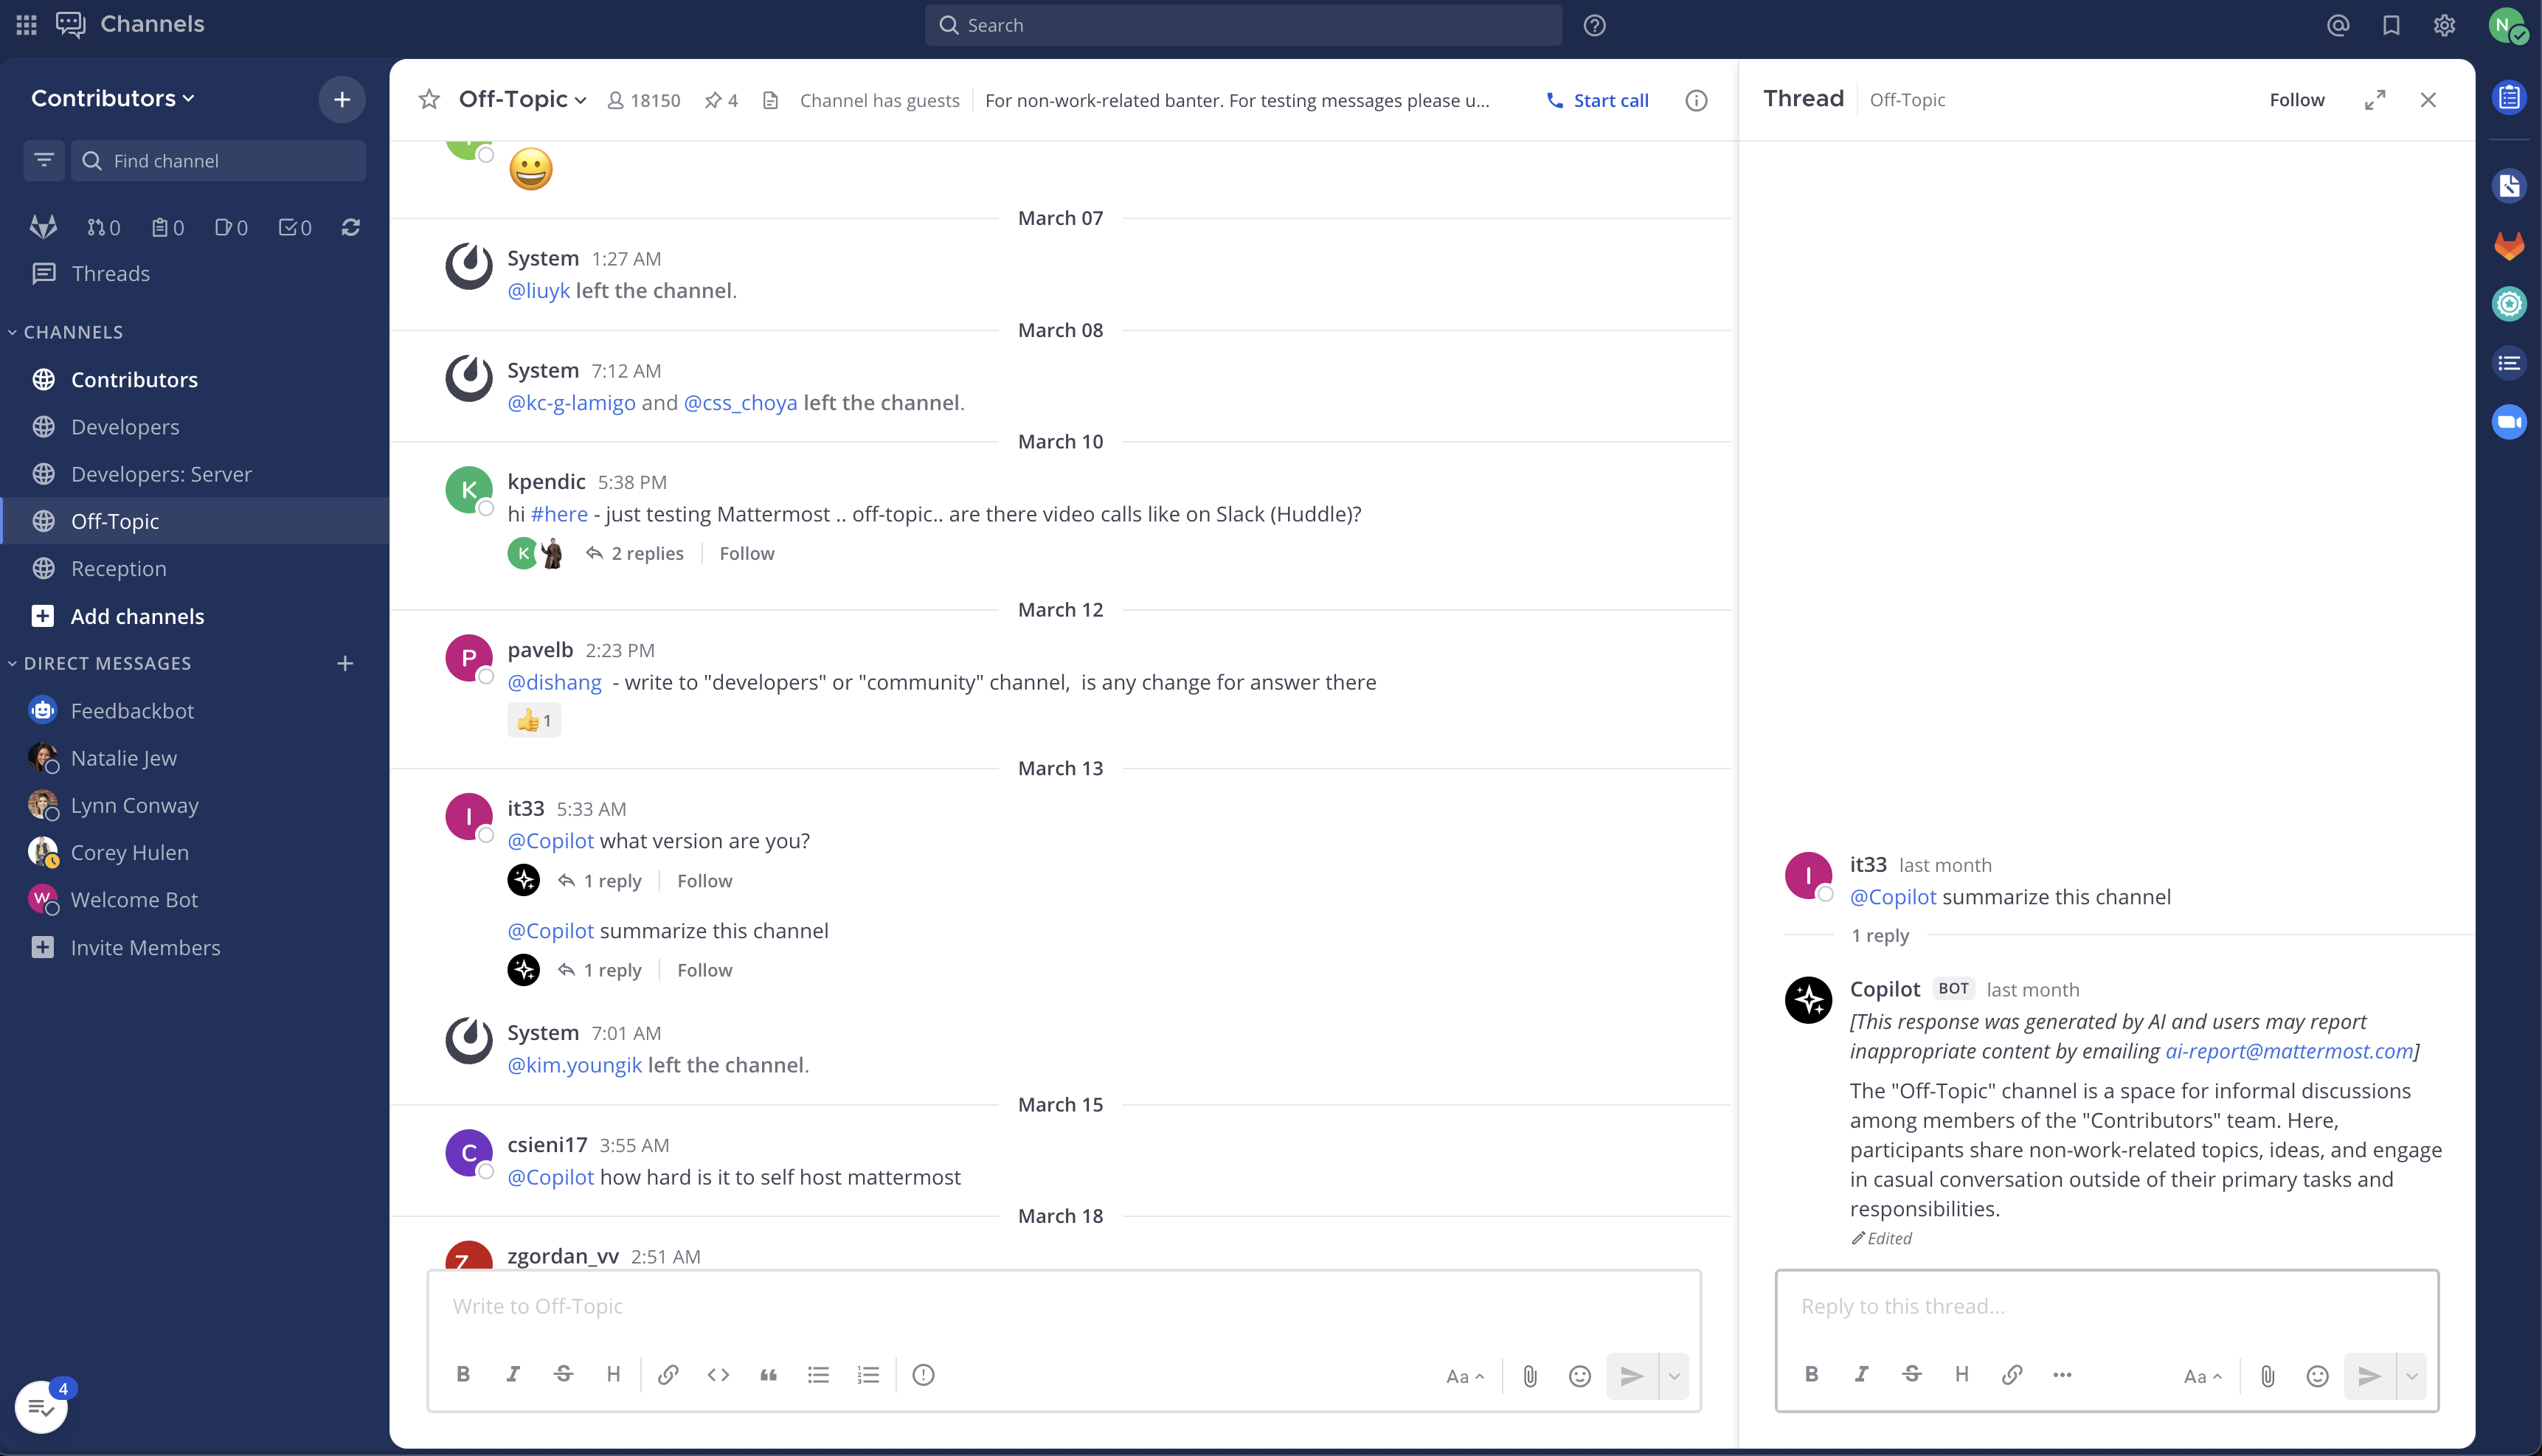 Channels
Search
N
Contributors
Find channel
0 0 0 0
Threads
CHANNELS
Contributors
Developers
Developers: Server
Off-Topic
Reception
Add channels
DIRECT MESSAGES
Feedbackbot
Natalie Jew
Lynn Conway
Corey Hulen
W Welcome Bot
Invite Members
4
Off-Topic 18150 4 Channel has guests For non-work-related banter. For testing messages please u... Start call
March 07
System 1:27 AM
@liuyk left the channel.
March 08
System 7:12 AM
@kc-g-lamigo and @css_choya left the channel.
March 10
K kpendic 5:38 PM
hi #here - just testing Mattermost .. off-topic.. are there video calls like on Slack (Huddle)?
K 2 replies Follow
March 12
P pavelb 2:23 PM
@dishang - write to "developers" or "community" channel, is any change for answer there
1
March 13
I it33 5:33 AM
@Copilot what version are you?
1 reply Follow
@Copilot summarize this channel
1 reply Follow
System 7:01 AM
@kim.youngik left the channel.
March 15
C csieni17 3:55 AM
@Copilot how hard is it to self host mattermost
March 18
Z zgordan_vv 2:51 AM
Write to Off-Topic
B I S H Aa
Thread Off-Topic Follow
I it33 last month
@Copilot summarize this channel
1 reply
Copilot BOT last month
[This response was generated by AI and users may report
inappropriate content by emailing ai-report@mattermost.com]
The "Off-Topic" channel is a space for informal discussions
among members of the "Contributors" team. Here,
participants share non-work-related topics, ideas, and engage
in casual conversation outside of their primary tasks and
responsibilities.
Edited
Reply to this thread...
B I S H Aa